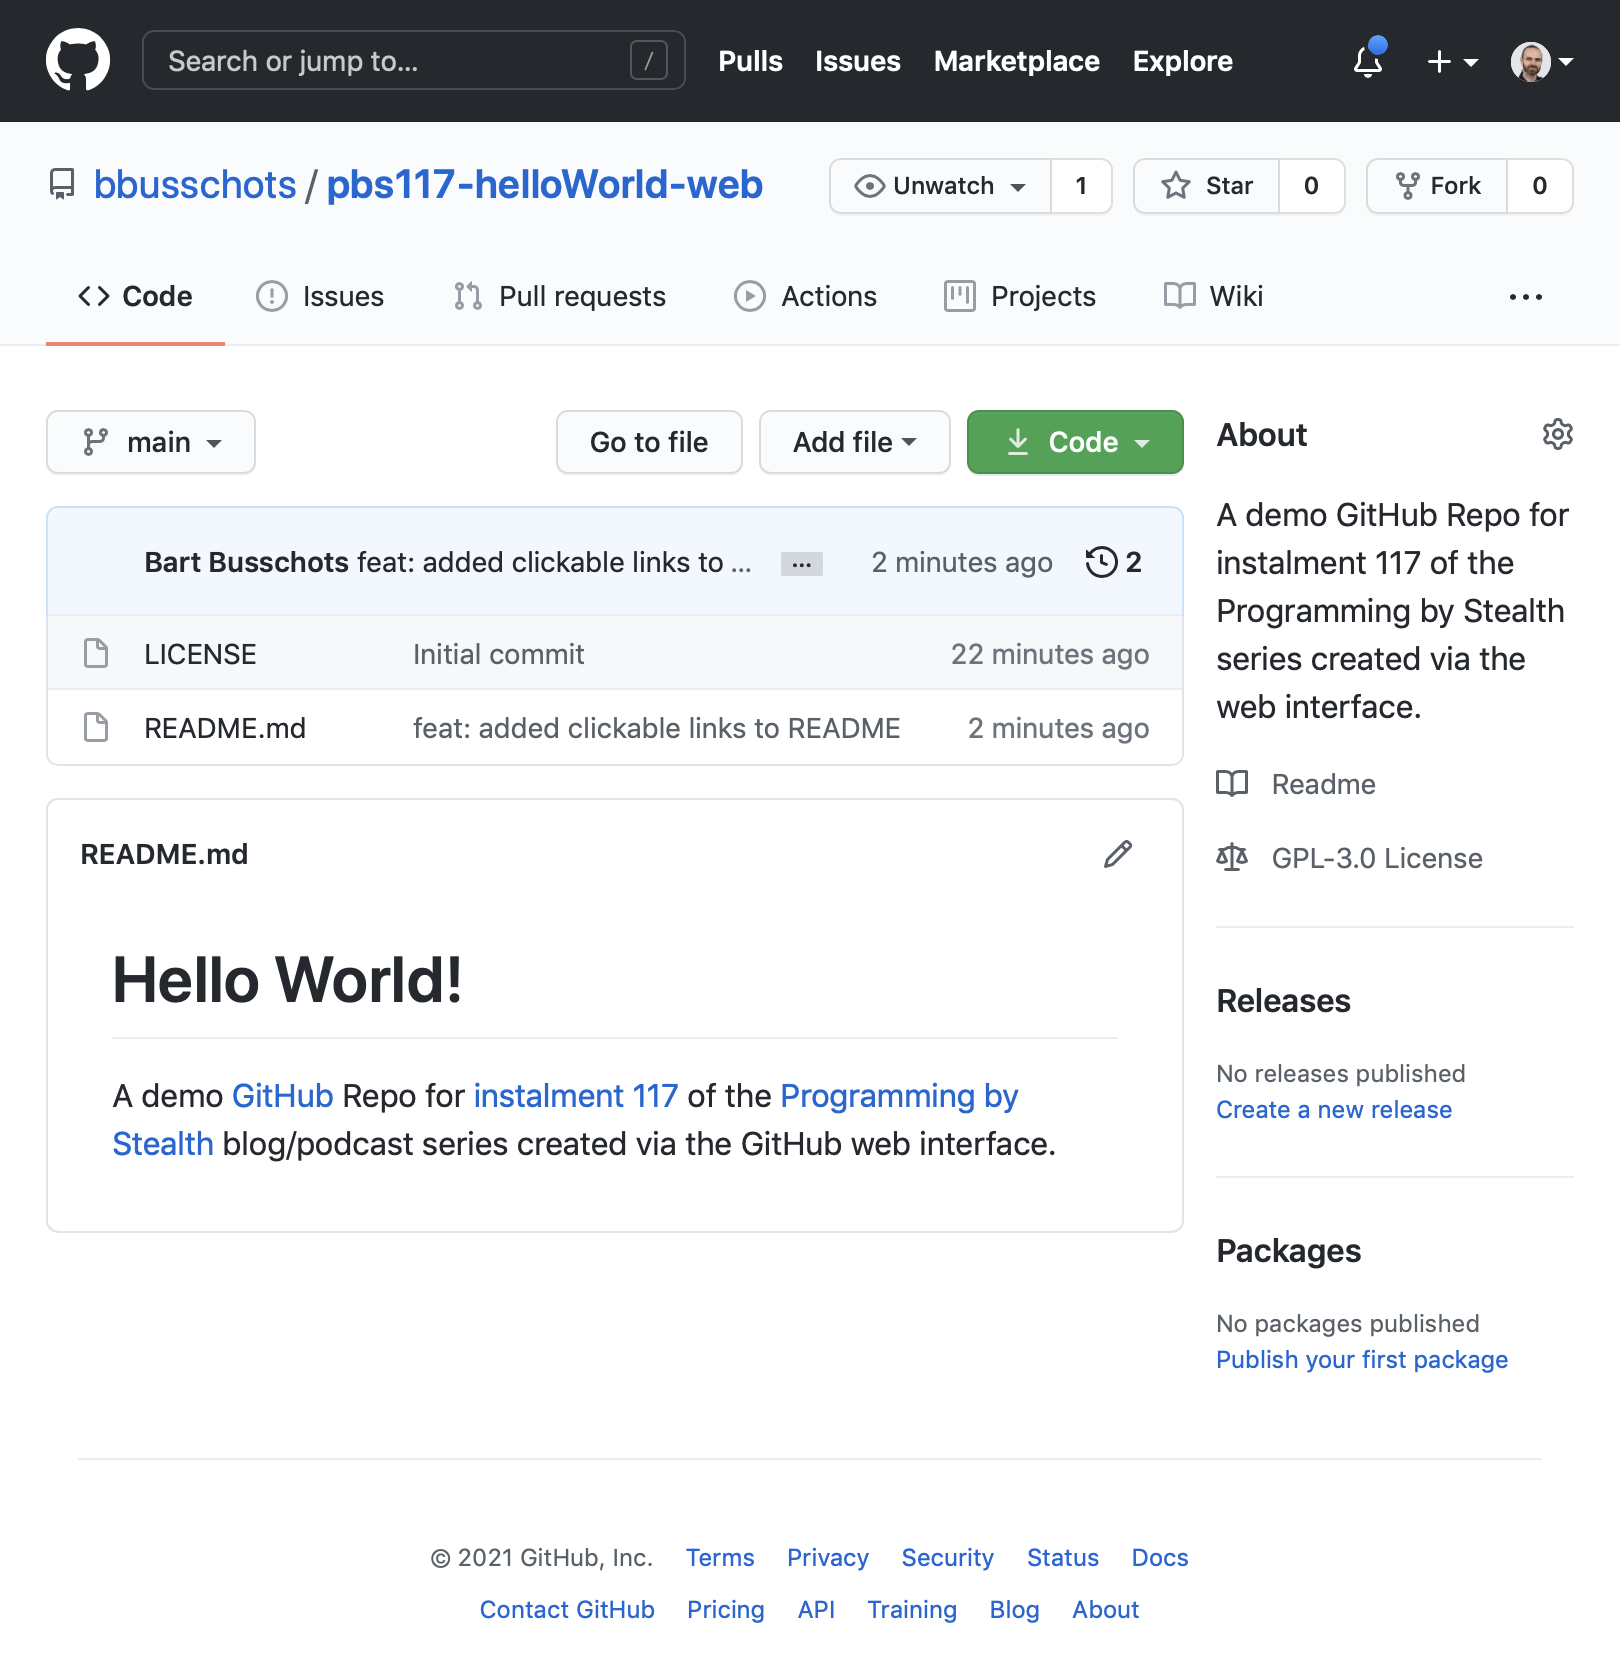 Search or jump to... /
Pulls Issues Marketplace Explore
bbusschots / pbs117-helloWorld-web
Unwatch 1 Star 0 Fork 0
Code Issues Pull requests Actions Projects Wiki ...
main Go to file Add file Code
Bart Busschots feat: added clickable links to ... ... 2 minutes ago 2
LICENSE Initial commit 22 minutes ago
README.md feat: added clickable links to README 2 minutes ago
README.md
Hello World!
A demo GitHub Repo for instalment 117 of the Programming by
Stealth blog/podcast series created via the GitHub web interface.
About
A demo GitHub Repo for
instalment 117 of the
Programming by Stealth
series created via the
web interface.
Readme
GPL-3.0 License
Releases
No releases published
Create a new release
Packages
No packages published
Publish your first package
© 2021 GitHub, Inc. Terms Privacy Security Status Docs
Contact GitHub Pricing API Training Blog About